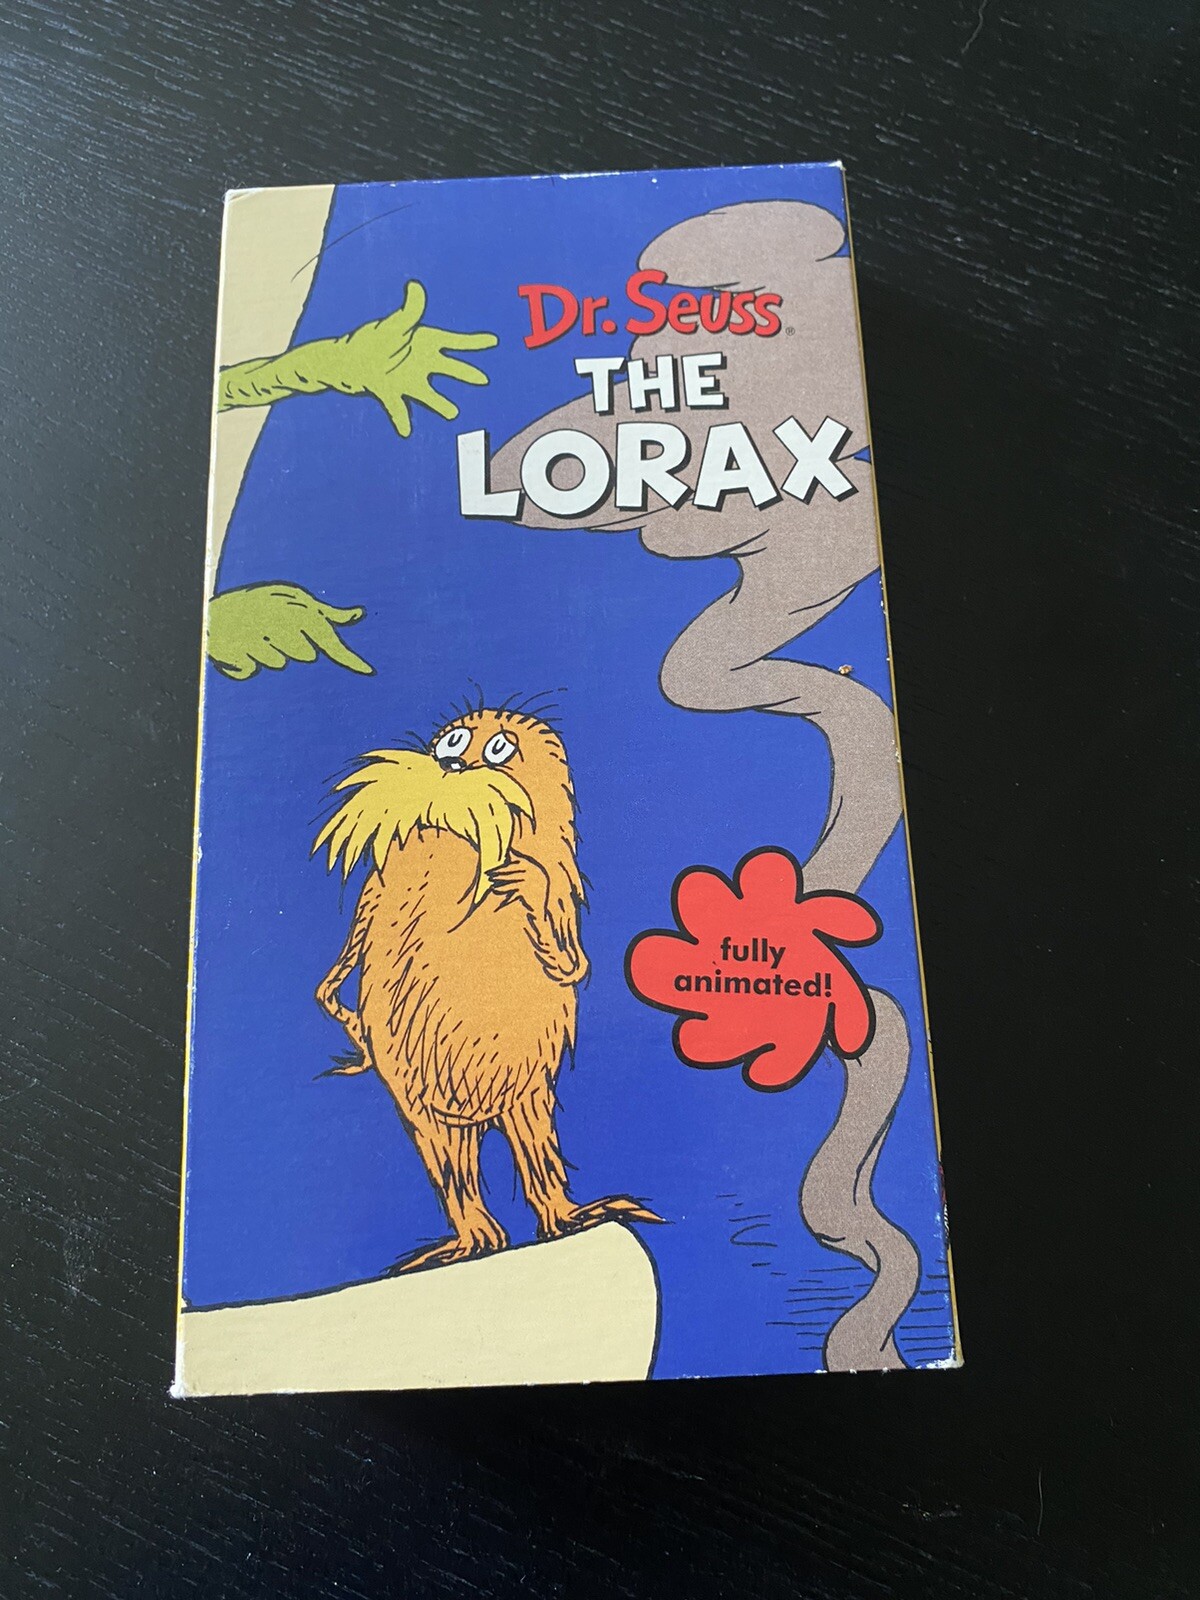 Dr. Seuss®
THE
LORAX
fully
animated!